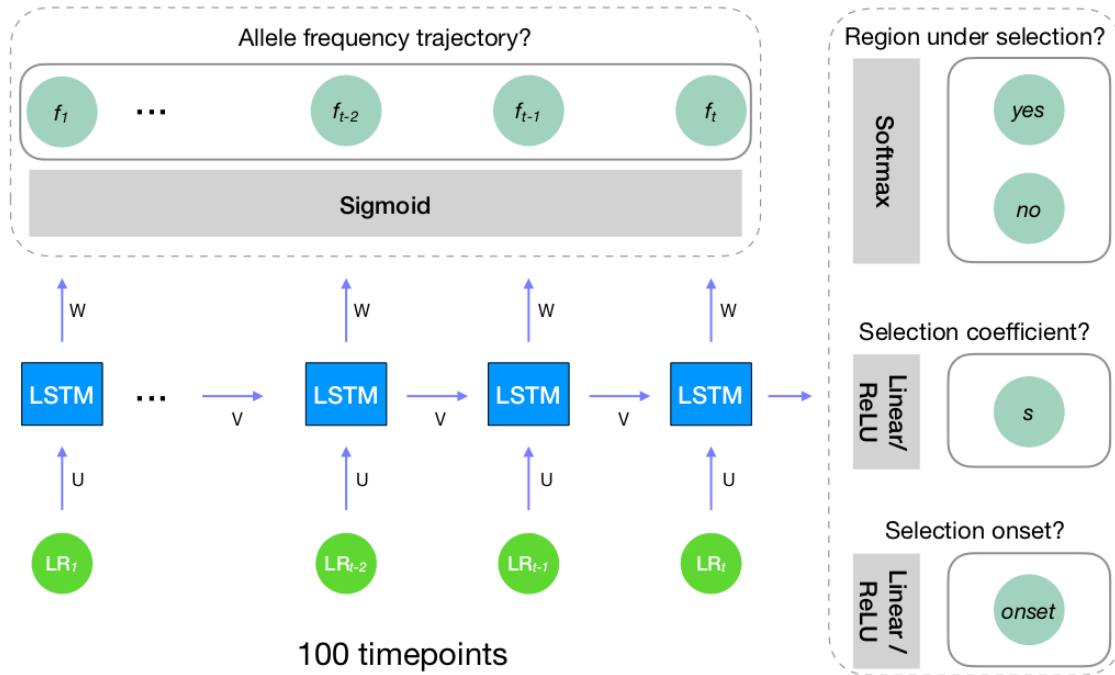 Allele frequency trajectory?
f1 ... ft-2 ft-1 ft
Sigmoid
W W W W
LSTM ... LSTM LSTM LSTM
V V V
U U U U
LR1 LRt-2 LRt-1 LRt
100 timepoints
Region under selection?
Softmax
yes
no
Selection coefficient?
Linear/
ReLU
s
Selection onset?
Linear /
ReLU
onset